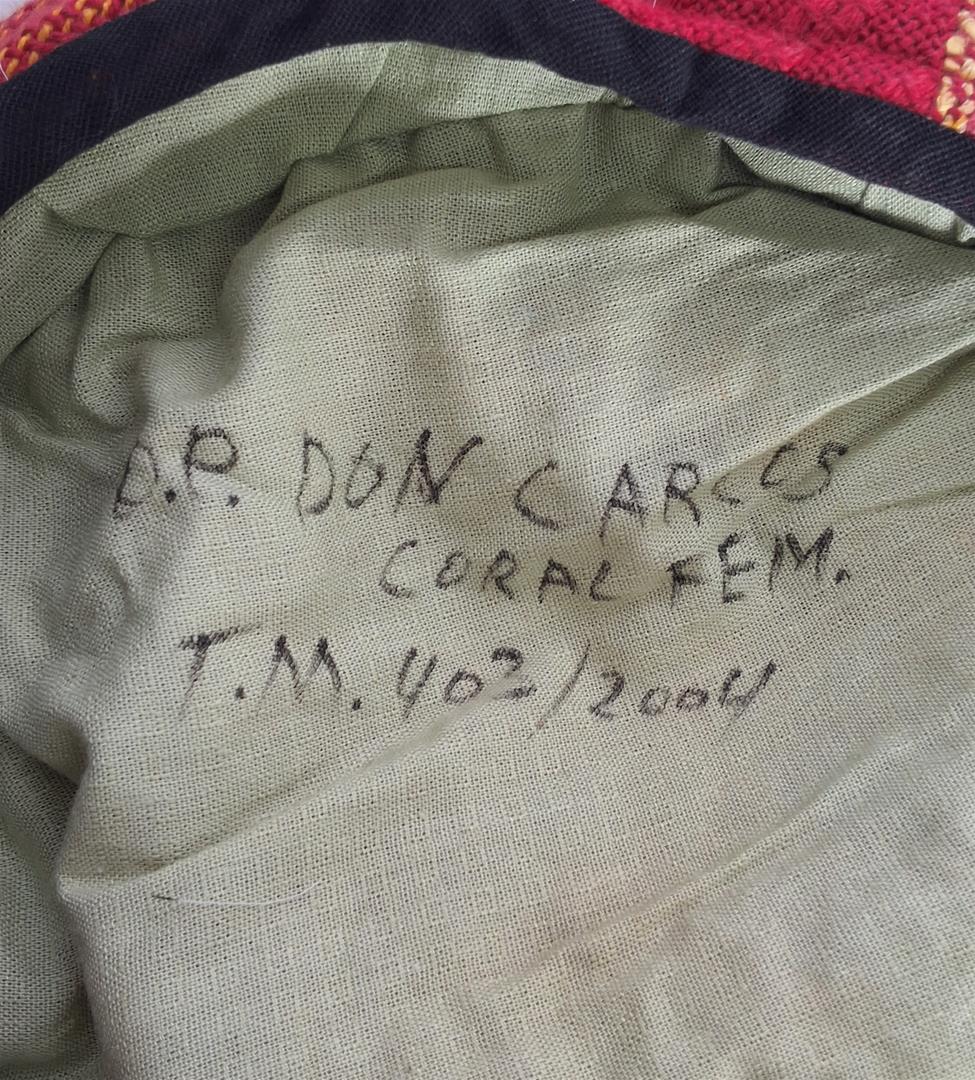 O.P. DON CARLOS
CORAL FEM.
T.M. 402/2004